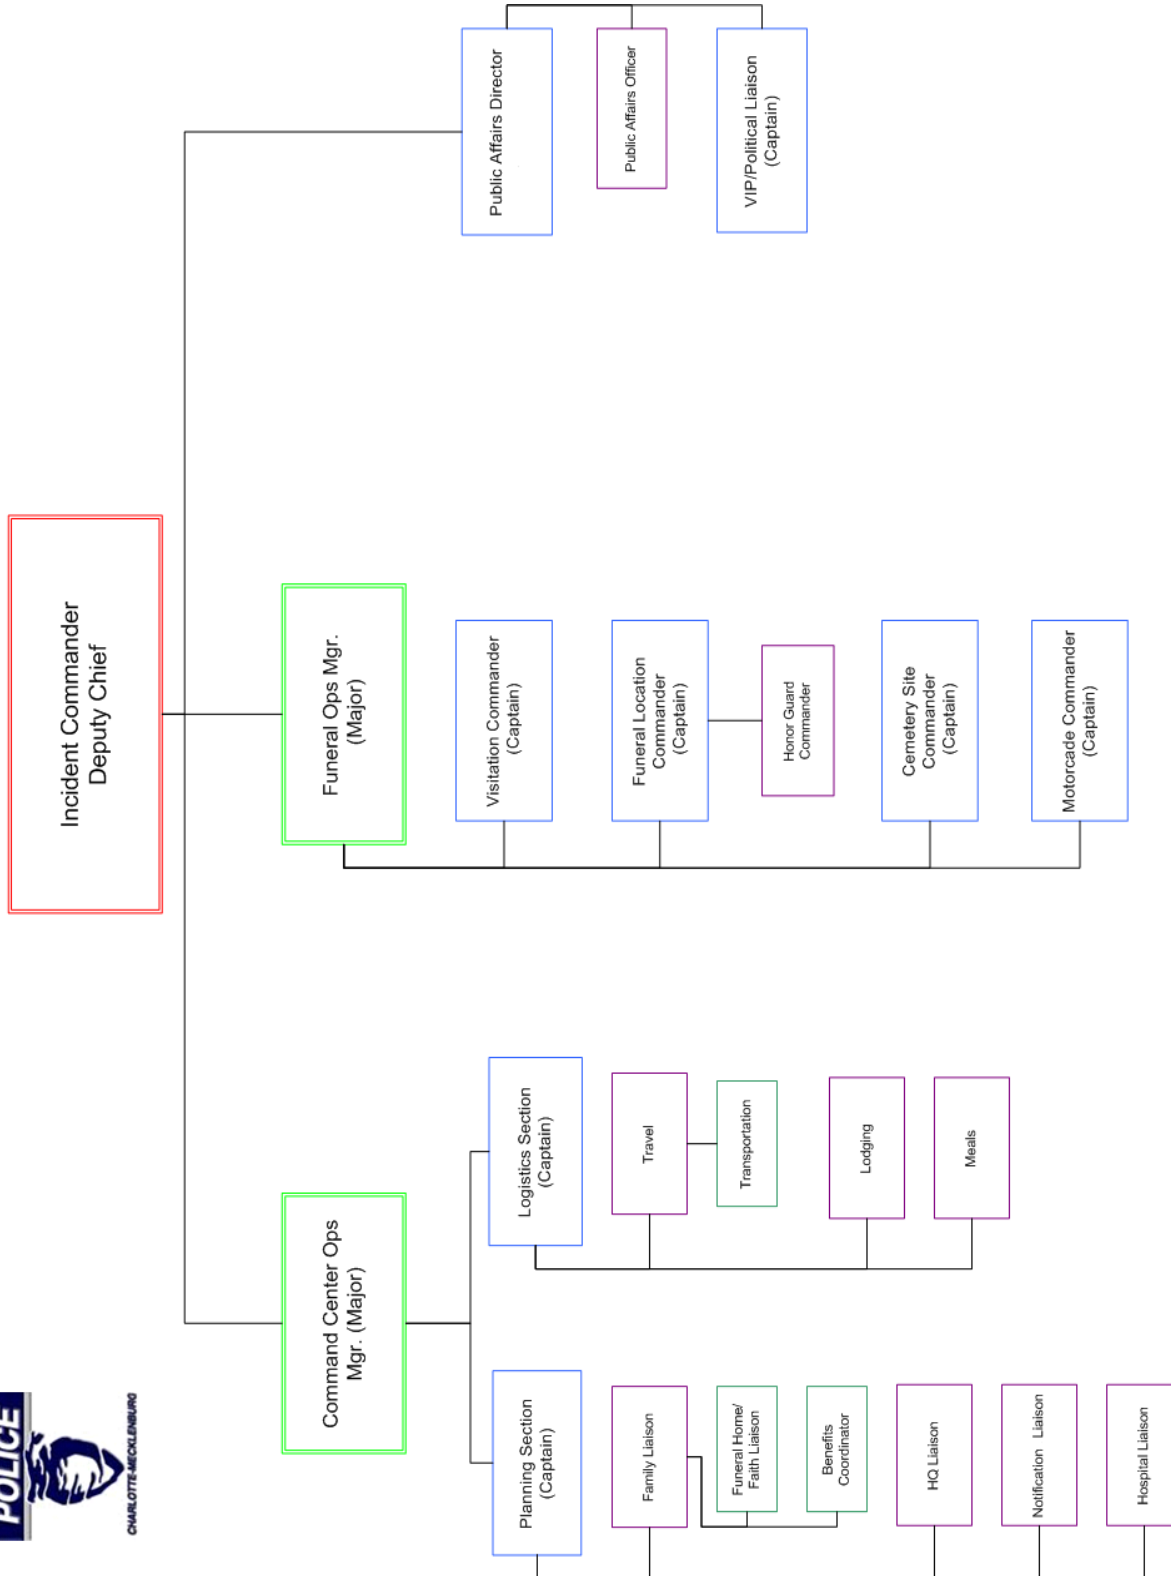 POLICE
CHARLOTTE-MECKLENBURG
Incident Commander
Deputy Chief
Command Center Ops
Mgr. (Major)
Funeral Ops Mgr.
(Major)
Public Affairs Director
Public Affairs Officer
VIP/Political Liaison
(Captain)
Planning Section
(Captain)
Family Liaison
Funeral Home/
Faith Liaison
Benefits
Coordinator
HQ Liaison
Notification Liaison
Hospital Liaison
Logistics Section
(Captain)
Travel
Transportation
Lodging
Meals
Visitation Commander
(Captain)
Funeral Location
Commander
(Captain)
Honor Guard
Commander
Cemetery Site
Commander
(Captain)
Motorcade Commander
(Captain)